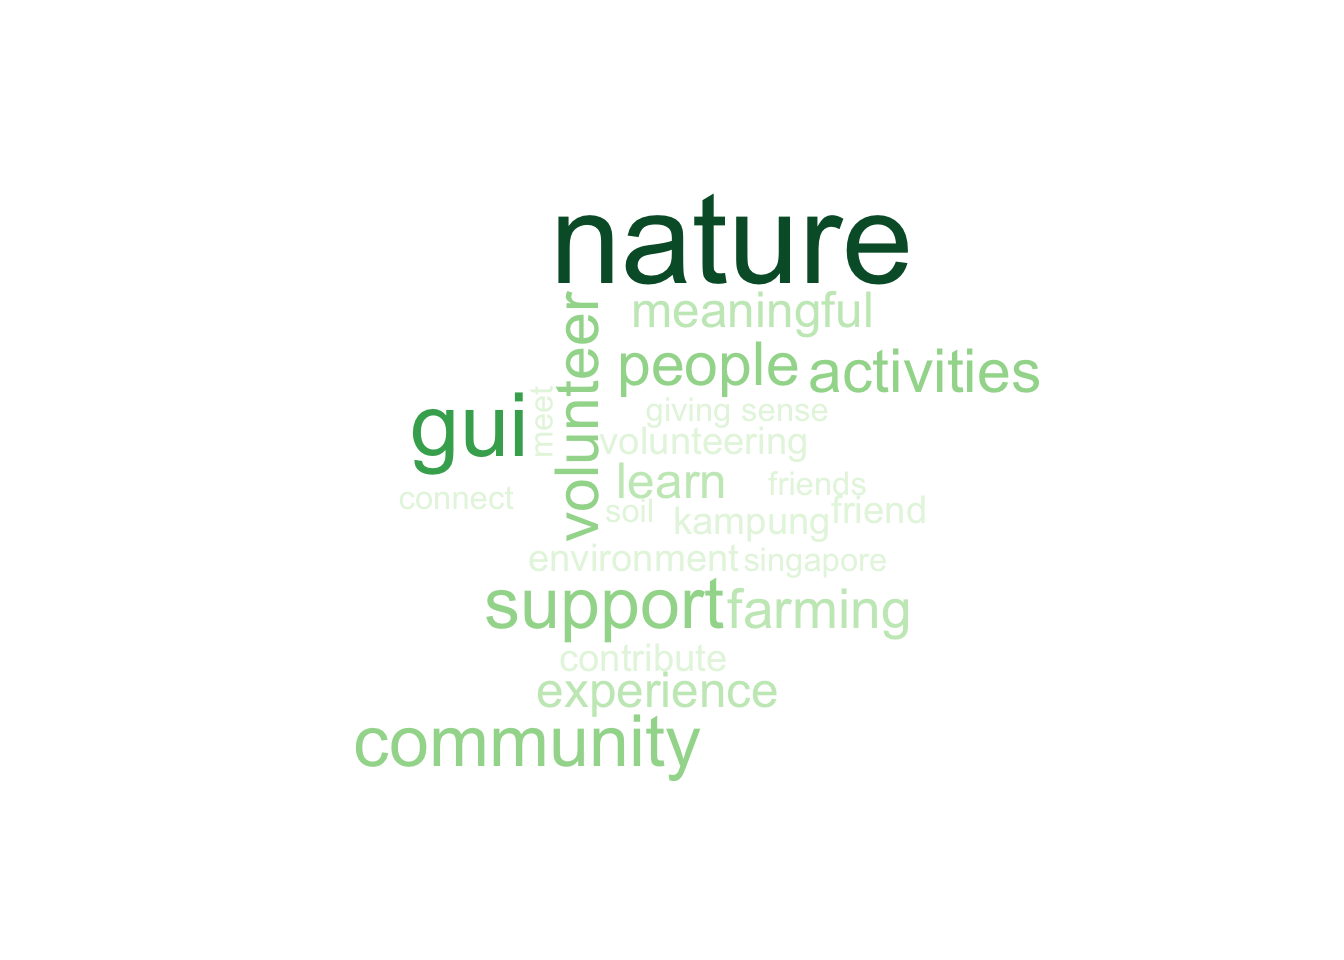 nature
meaningful
volunteer
people
activities
gui
meet
giving
sense
volunteering
learn
friends
connect
soil
kampung
friend
environment
singapore
support
farming
contribute
experience
community